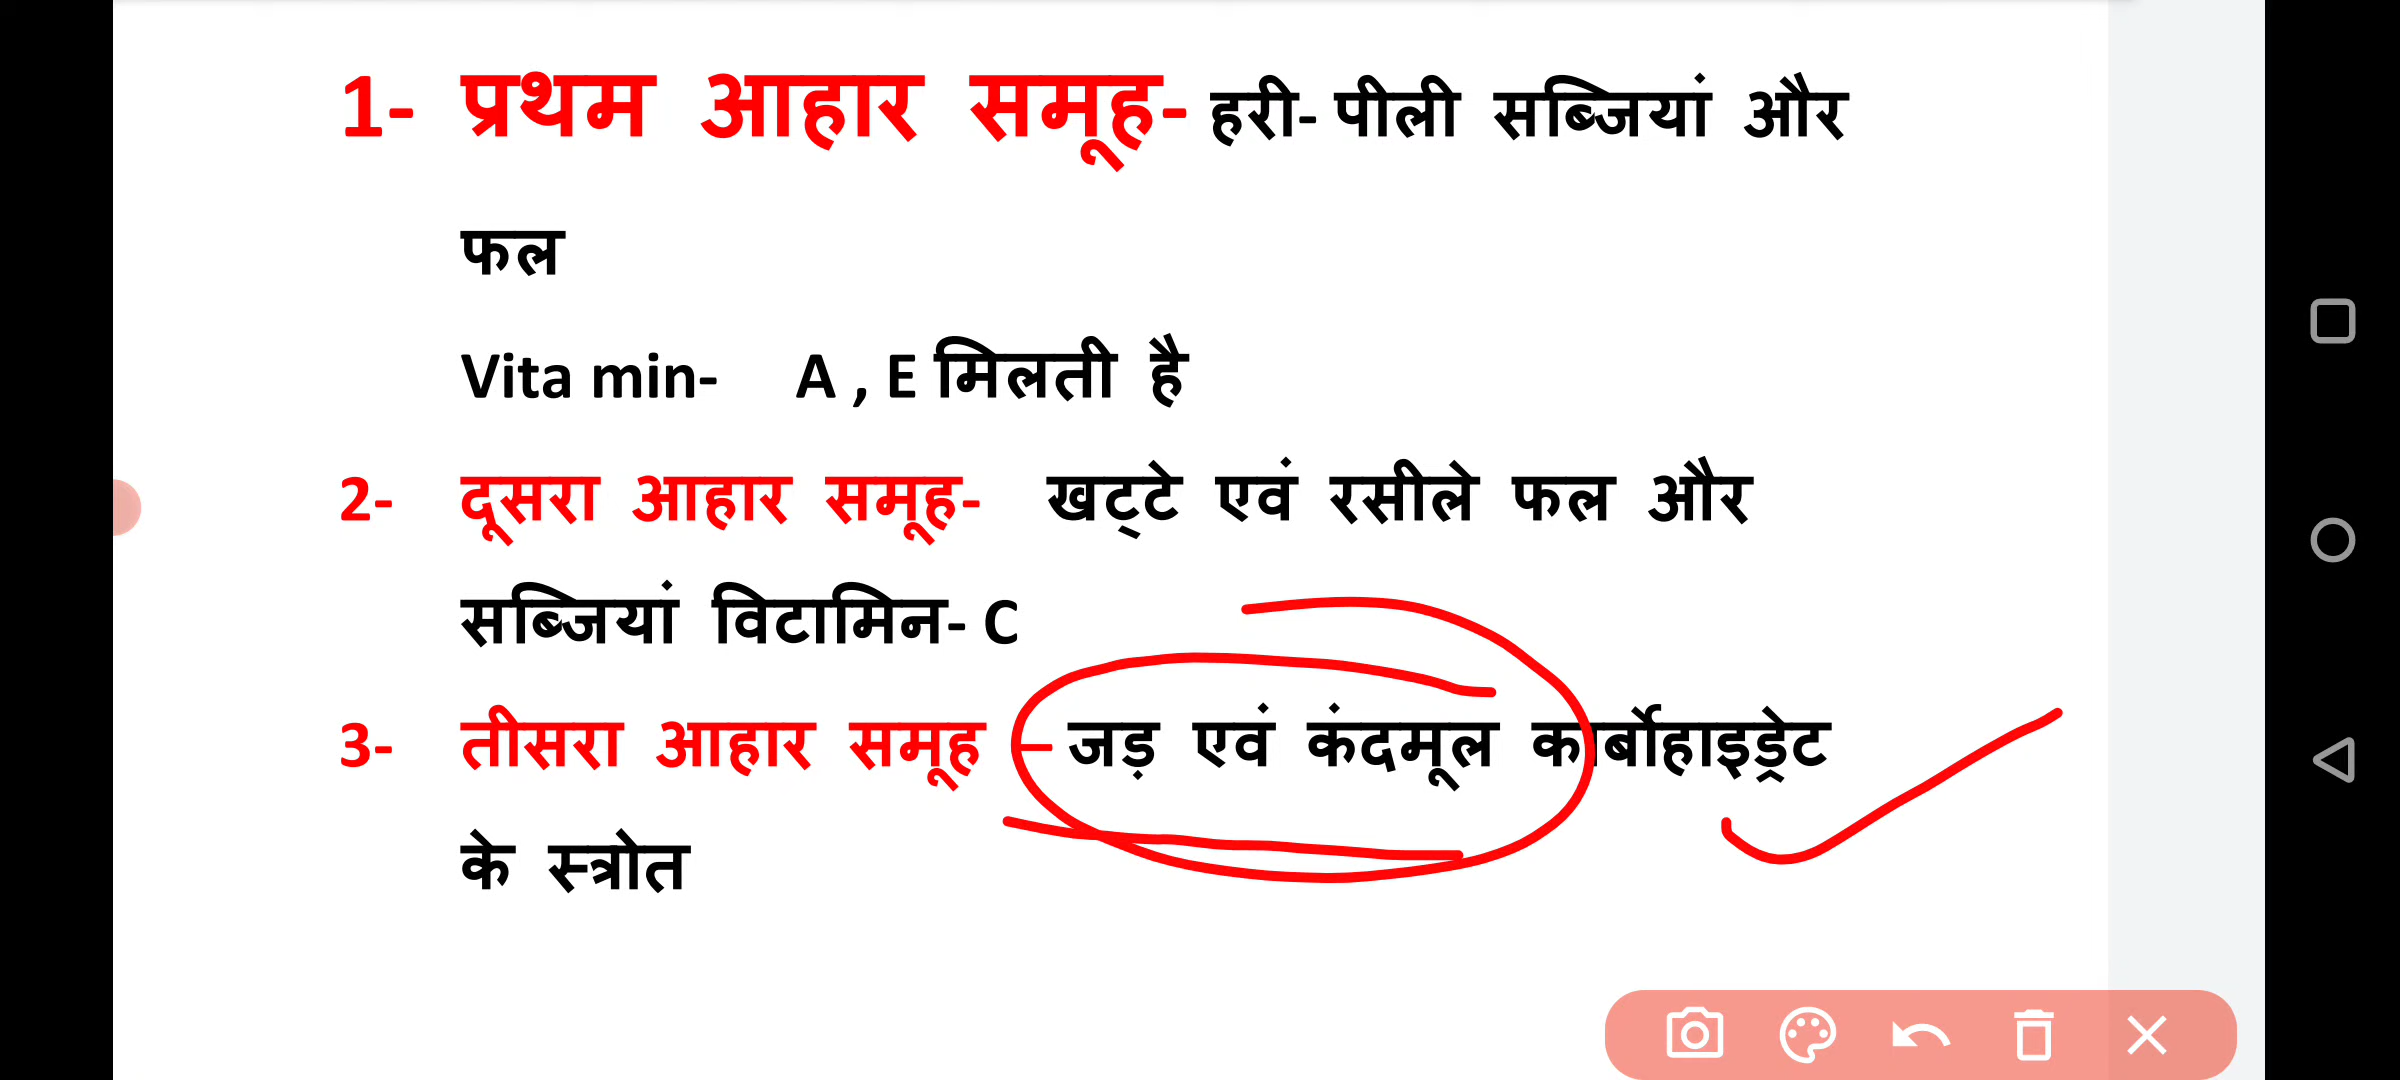 1- प्रथम आहार समूह- हरी- पीली सब्जियां और
फल
Vita min- A , E मिलती है
2- दूसरा आहार समूह- खट्टे एवं रसीले फल और
सब्जियां विटामिन- C
3- तीसरा आहार समूह – जड़ एवं कंदमूल कार्बोहाइड्रेट
के स्त्रोत